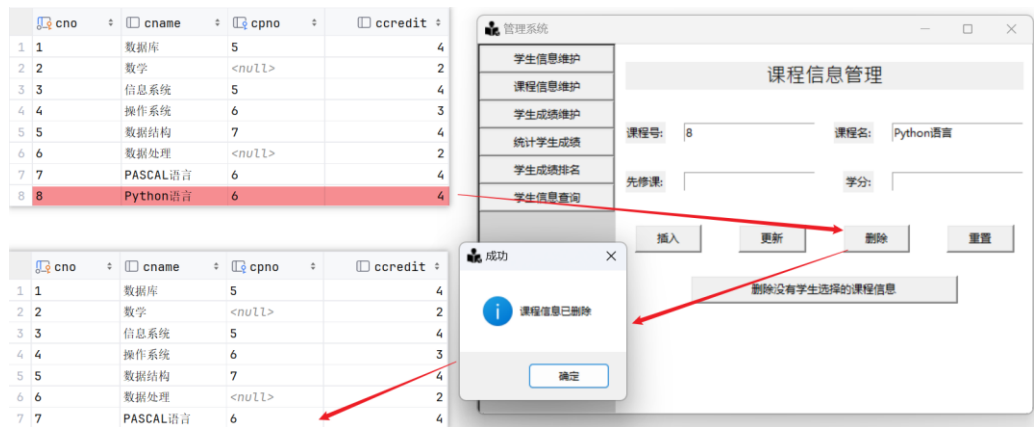 cno cname cpno ccredit
1 1 数据库 5 4
2 2 数学 <null> 2
3 3 信息系统 5 4
4 4 操作系统 6 3
5 5 数据结构 7 4
6 6 数据处理 <null> 2
7 7 PASCAL语言 6 4
8 8 Python语言 6 4
管理系统
学生信息维护
课程信息维护
学生成绩维护
统计学生成绩
学生成绩排名
学生信息查询
课程信息管理
课程号: 8 课程名: Python语言
先修课: 学分:
插入 更新 删除 重置
删除没有学生选择的课程信息
cno cname cpno ccredit
1 1 数据库 5 4
2 2 数学 <null> 2
3 3 信息系统 5 4
4 4 操作系统 6 3
5 5 数据结构 7 4
6 6 数据处理 <null> 2
7 7 PASCAL语言 6 4
成功
课程信息已删除
确定